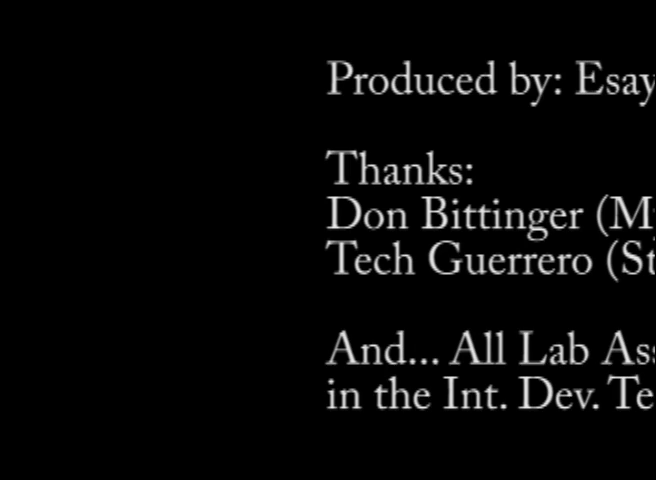 Produced by: Esay
Thanks:
Don Bittinger (M
Tech Guerrero (St
And... All Lab Ass
in the Int. Dev. Te